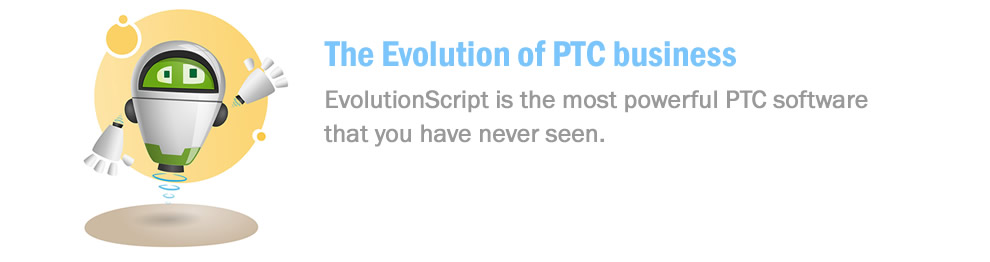 The Evolution of PTC business
EvolutionScript is the most powerful PTC software
that you have never seen.